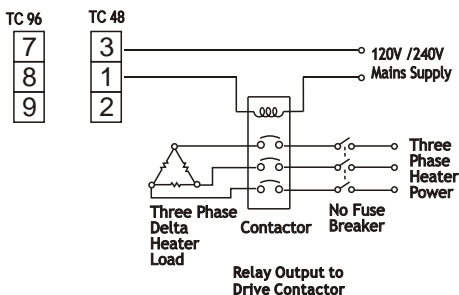 TC 96 TC 48
7 3
8 1
9 2
120V /240V
Mains Supply
Three
Phase
Heater
Power
Three Phase
Delta
Heater
Load
Contactor
No Fuse
Breaker
Relay Output to
Drive Contactor